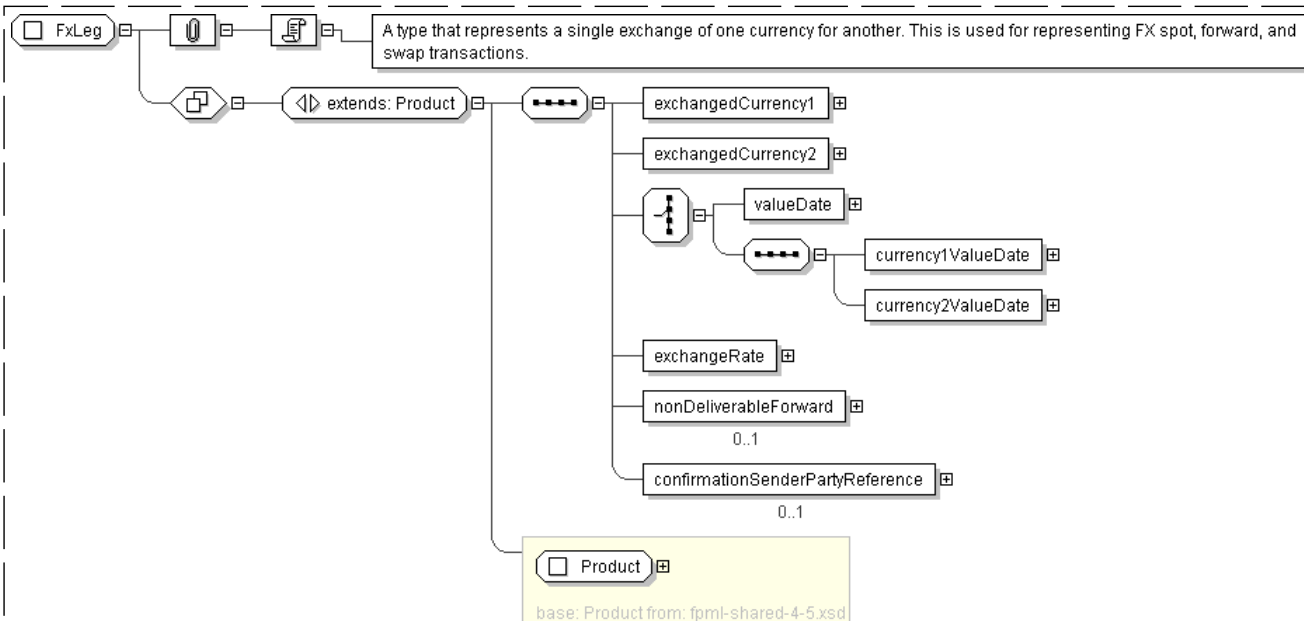 FxLeg
A type that represents a single exchange of one currency for another. This is used for representing FX spot, forward, and
swap transactions.
extends: Product
exchangedCurrency1
exchangedCurrency2
valueDate
currency1ValueDate
currency2ValueDate
exchangeRate
nonDeliverableForward
0..1
confirmationSenderPartyReference
0..1
Product
base: Product from: fpml-shared-4-5.xsd